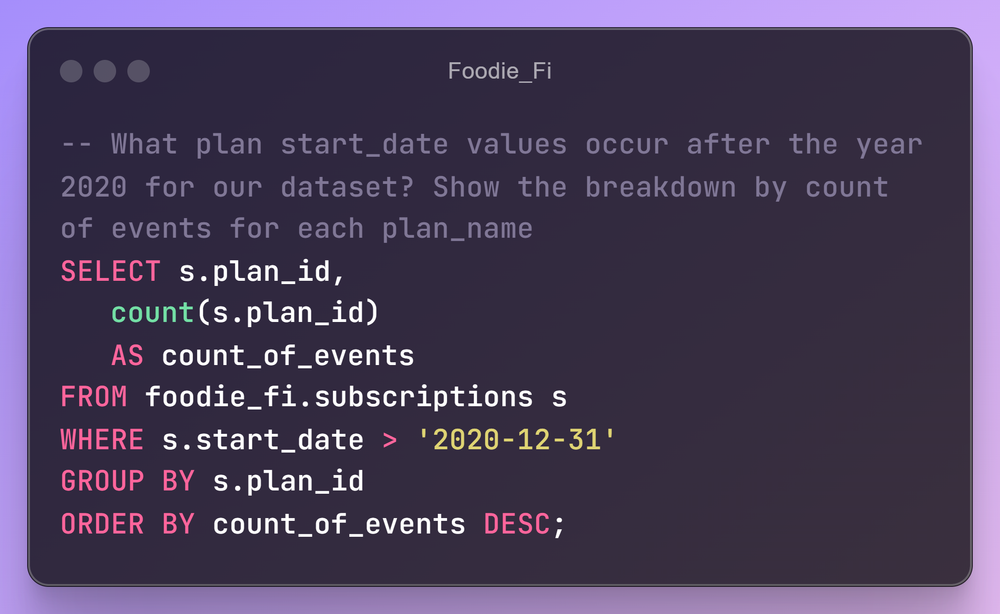 Foodie_Fi
-- What plan start_date values occur after the year
2020 for our dataset? Show the breakdown by count
of events for each plan_name
SELECT s.plan_id,
   count(s.plan_id)
   AS count_of_events
FROM foodie_fi.subscriptions s
WHERE s.start_date > '2020-12-31'
GROUP BY s.plan_id
ORDER BY count_of_events DESC;